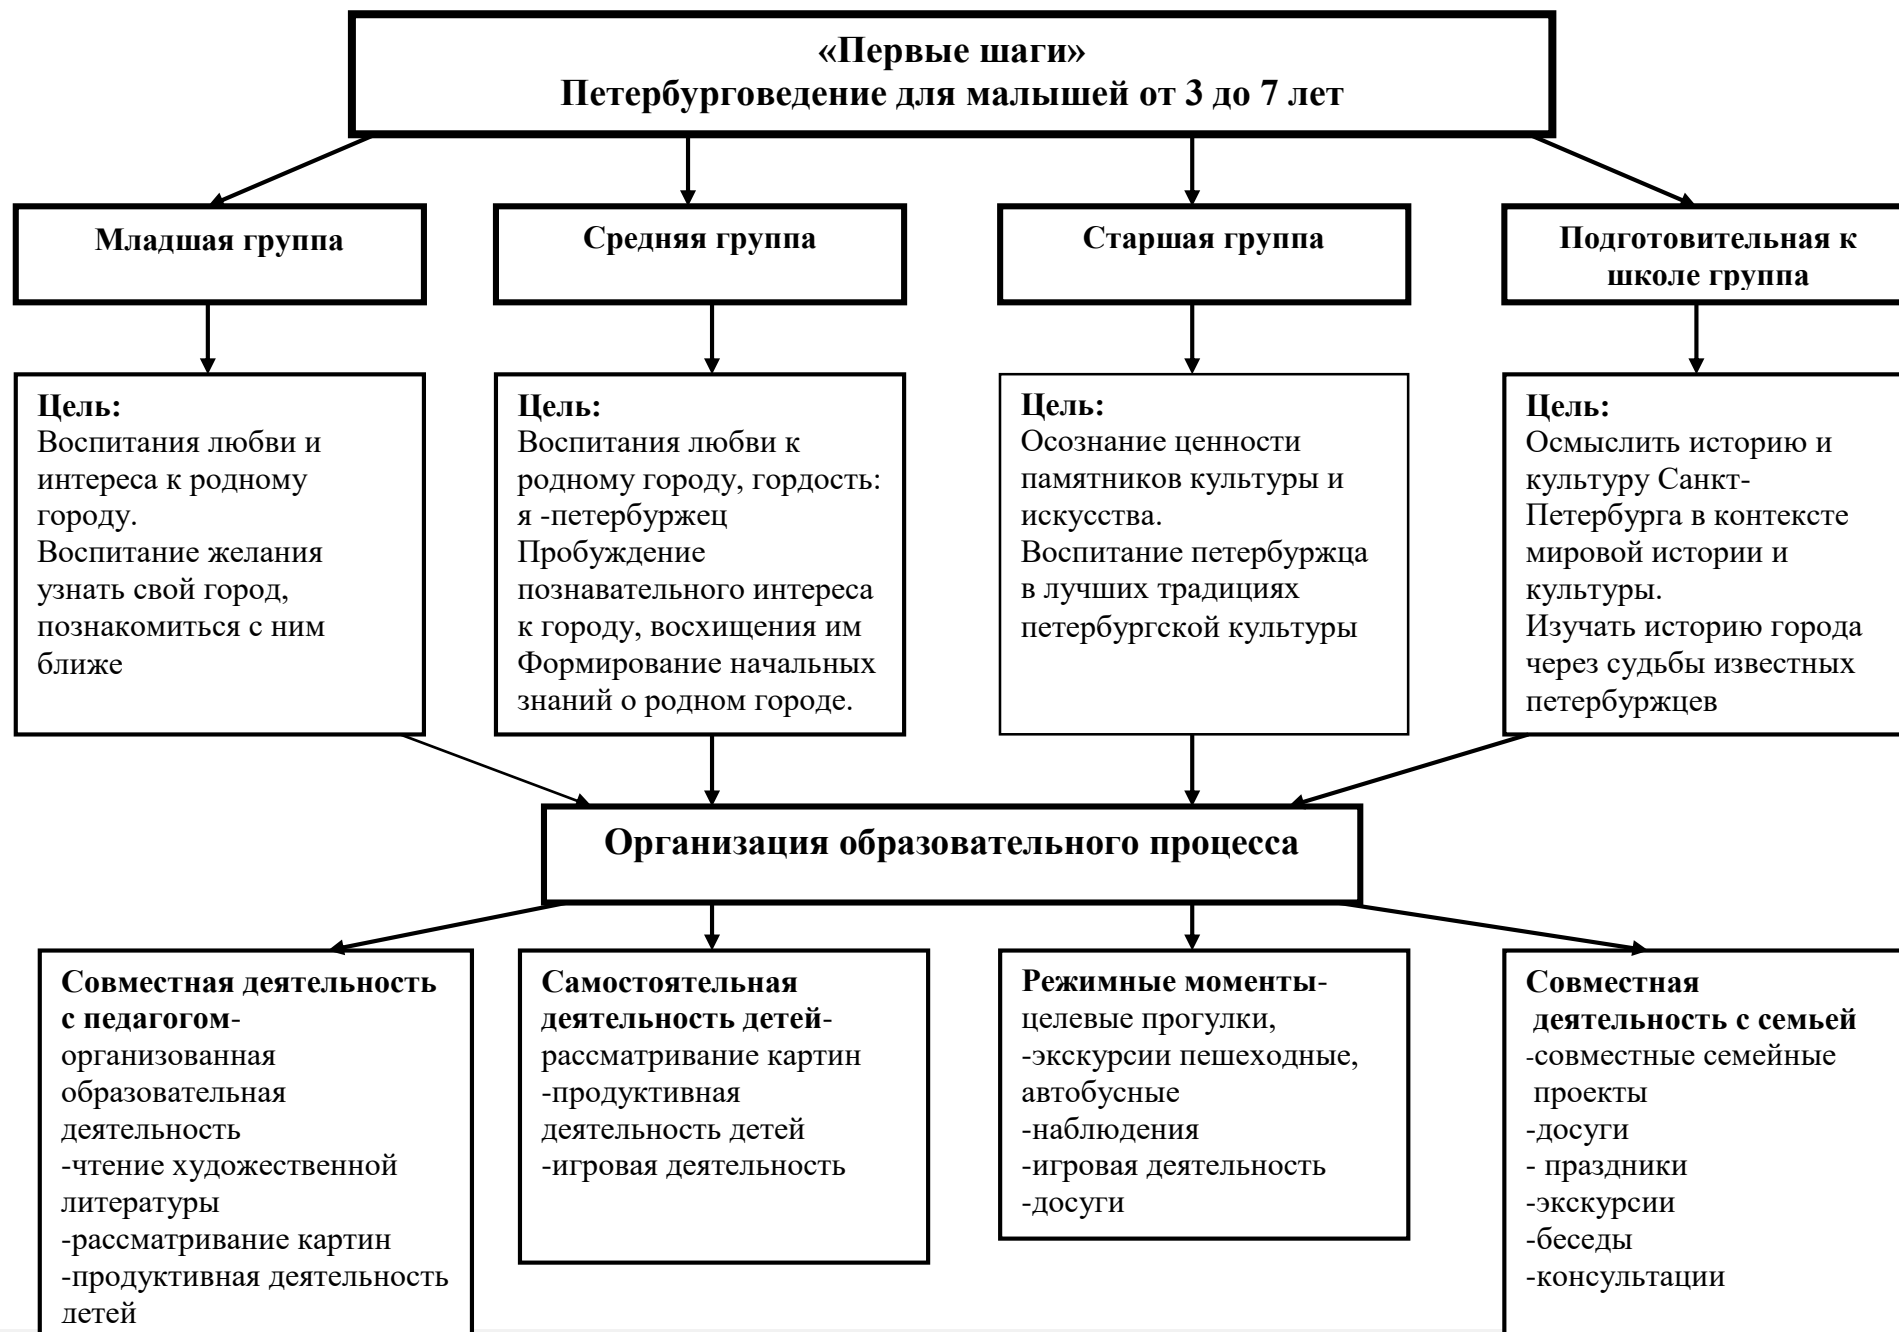 «Первые шаги»
Петербурговедение для малышей от 3 до 7 лет
Младшая группа
Средняя группа
Старшая группа
Подготовительная к
школе группа
Цель:
Воспитания любви и
интереса к родному
городу.
Воспитание желания
узнать свой город,
познакомиться с ним
ближе
Цель:
Воспитания любви к
родному городу, гордость:
я -петербуржец
Пробуждение
познавательного интереса
к городу, восхищения им
Формирование начальных
знаний о родном городе.
Цель:
Осознание ценности
памятников культуры и
искусства.
Воспитание петербуржца
в лучших традициях
петербургской культуры
Цель:
Осмыслить историю и
культуру Санкт-
Петербурга в контексте
мировой истории и
культуры.
Изучать историю города
через судьбы известных
петербуржцев
Организация образовательного процесса
Совместная деятельность
с педагогом-
организованная
образовательная
деятельность
-чтение художественной
литературы
-рассматривание картин
-продуктивная деятельность
детей
Самостоятельная
деятельность детей-
рассматривание картин
-продуктивная
деятельность детей
-игровая деятельность
Режимные моменты-
целевые прогулки,
-экскурсии пешеходные,
автобусные
-наблюдения
-игровая деятельность
-досуги
Совместная
деятельность с семьей
-совместные семейные
проекты
-досуги
- праздники
-экскурсии
-беседы
-консультации